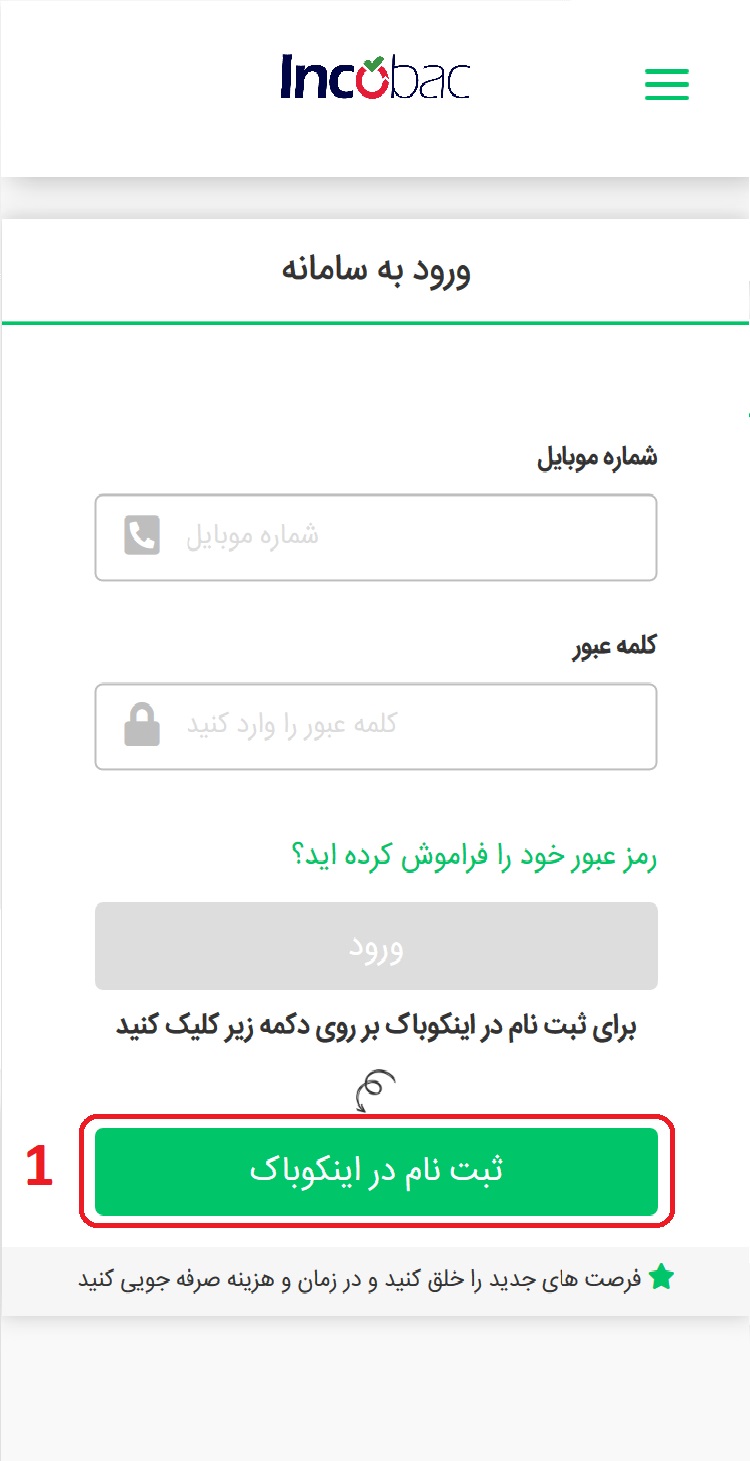 Incobac
ورود به سامانه
شماره موبایل
شماره موبایل
کلمه عبور
کلمه عبور را وارد کنید
رمز عبور خود را فراموش کرده اید؟
ورود
برای ثبت نام در اینکوباک بر روی دکمه زیر کلیک کنید
1
ثبت نام در اینکوباک
فرصت های جدید را خلق کنید و در زمان و هزینه صرفه جویی کنید